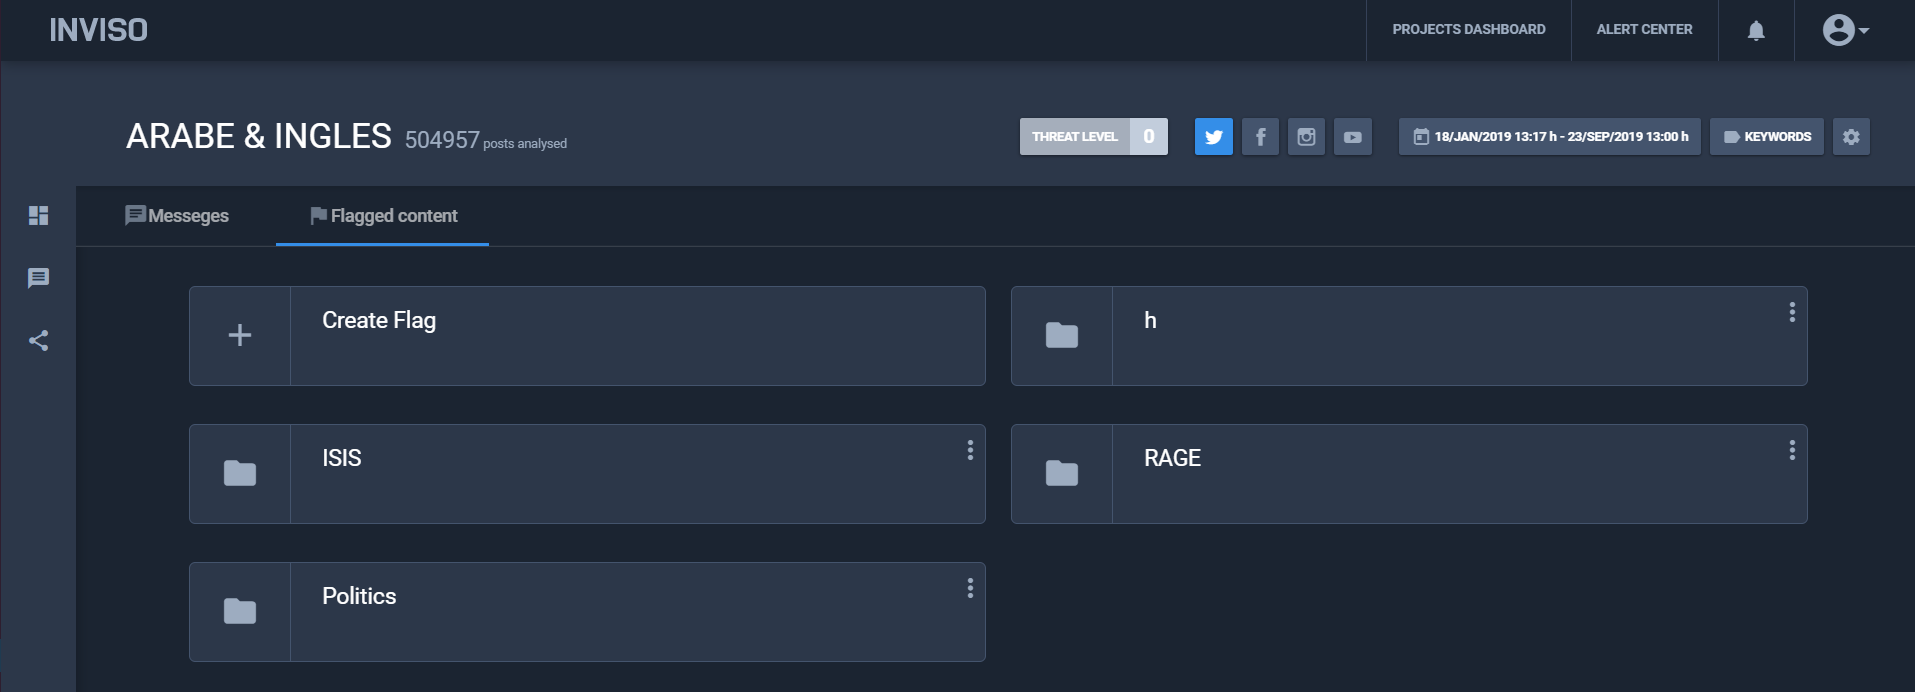 INVISO
PROJECTS DASHBOARD
ALERT CENTER
ARABE & INGLES 504957 posts analysed
THREAT LEVEL 0
18/JAN/2019 13:17 h - 23/SEP/2019 13:00 h
KEYWORDS
Messeges
Flagged content
Create Flag
h
ISIS
RAGE
Politics